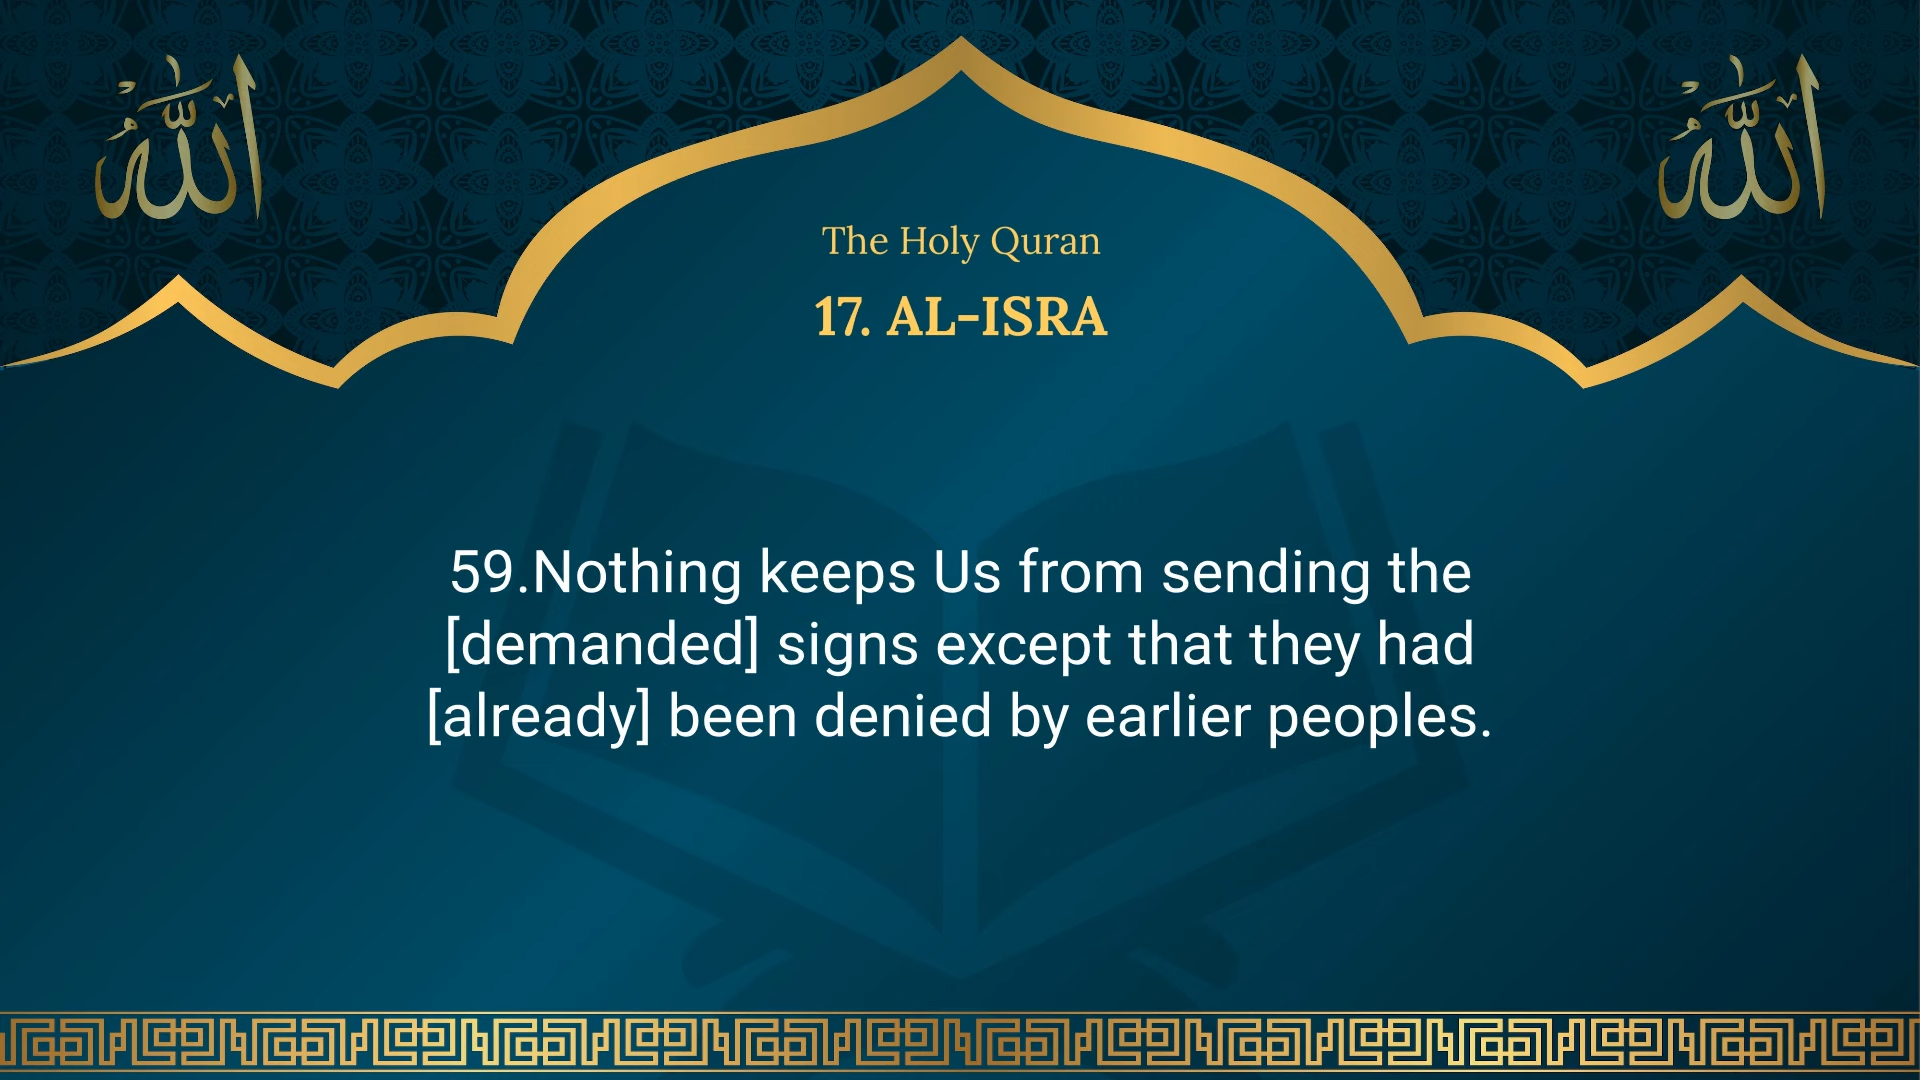 الله
الله
The Holy Quran
17. AL-ISRA
59.Nothing keeps Us from sending the
[demanded] signs except that they had
[already] been denied by earlier peoples.